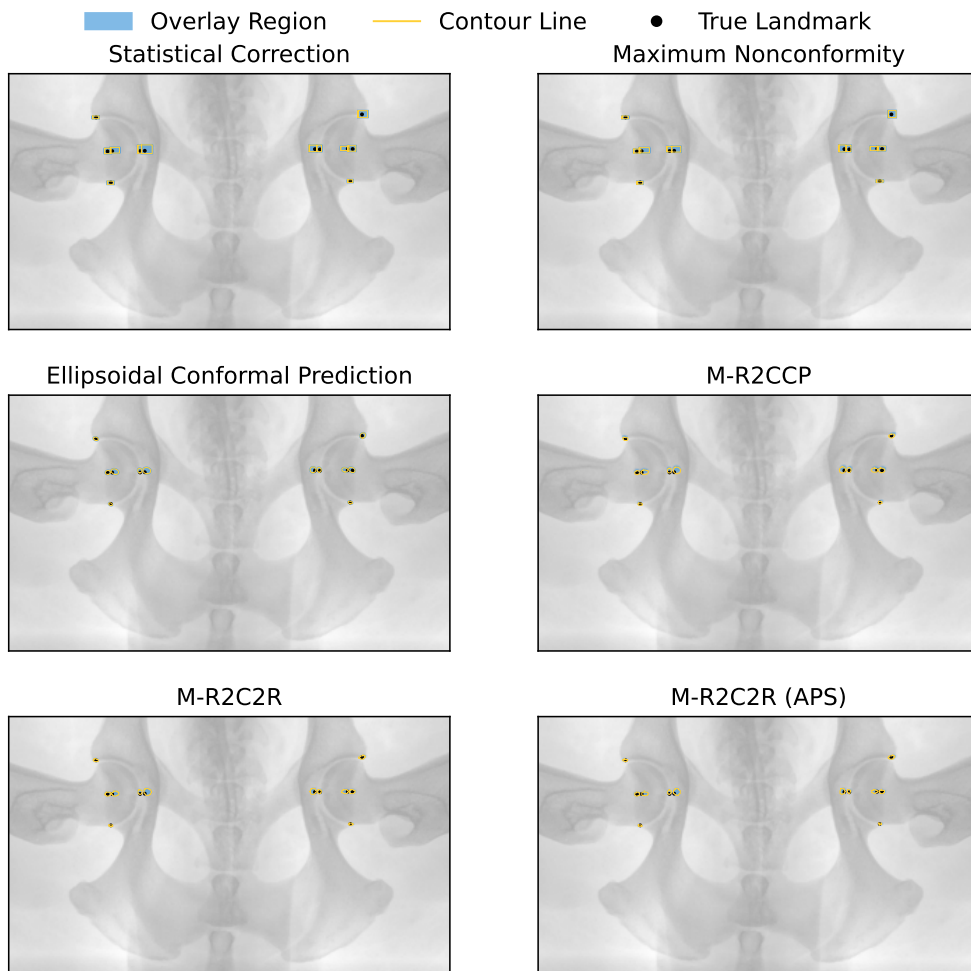 Overlay Region Contour Line True Landmark
Statistical Correction Maximum Nonconformity
Ellipsoidal Conformal Prediction M-R2CCP
M-R2C2R M-R2C2R (APS)